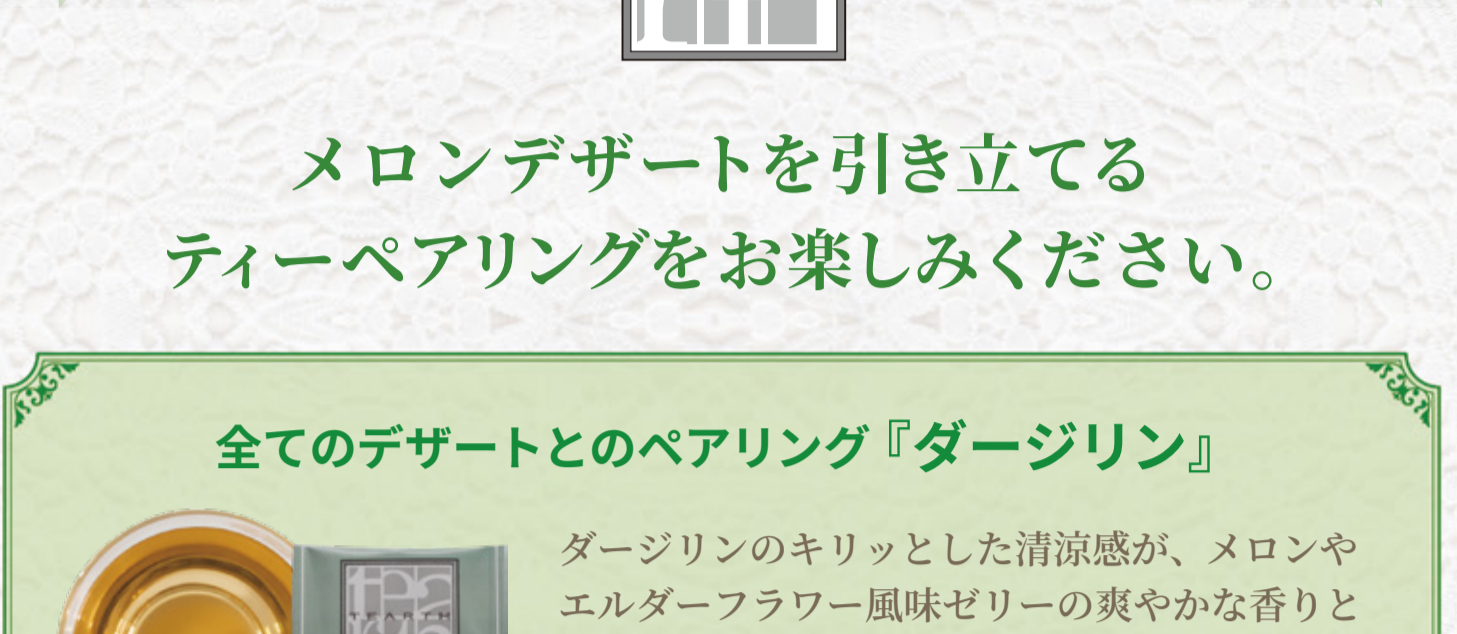 メロンデザートを引き立てる
ティーペアリングをお楽しみください。
全てのデザートとのペアリング『ダージリン』
ダージリンのキリッとした清涼感が、メロンや
エルダーフラワー風味ゼリーの爽やかな香りと
tea
TEARTH